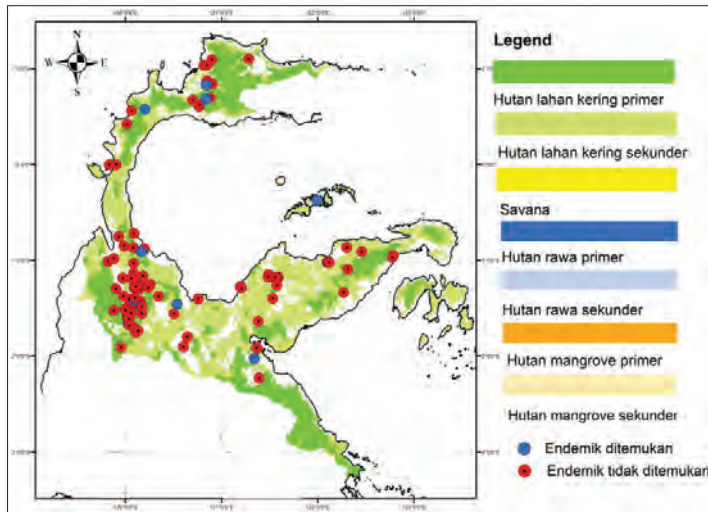 N
W E
S
Legend
Hutan lahan kering primer
Hutan lahan kering sekunder
Savana
Hutan rawa primer
Hutan rawa sekunder
Hutan mangrove primer
Hutan mangrove sekunder
Endemik ditemukan
Endemik tidak ditemukan